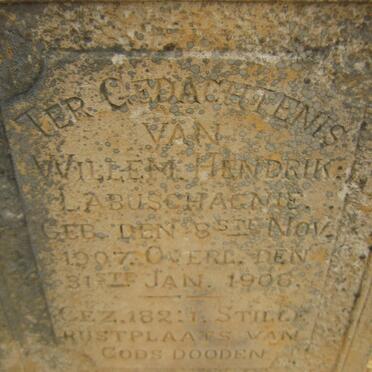 TER GEDACHTENIS
VAN
WILLEM HENDRIK
LABUSCHAGNIE
GEB. DEN 8STE NOV.
1907. OVERL. DEN
31STE JAN. 1908.
GEZ. 182: 1. STILLE
RUSTPLAATS VAN
GODS DOODEN